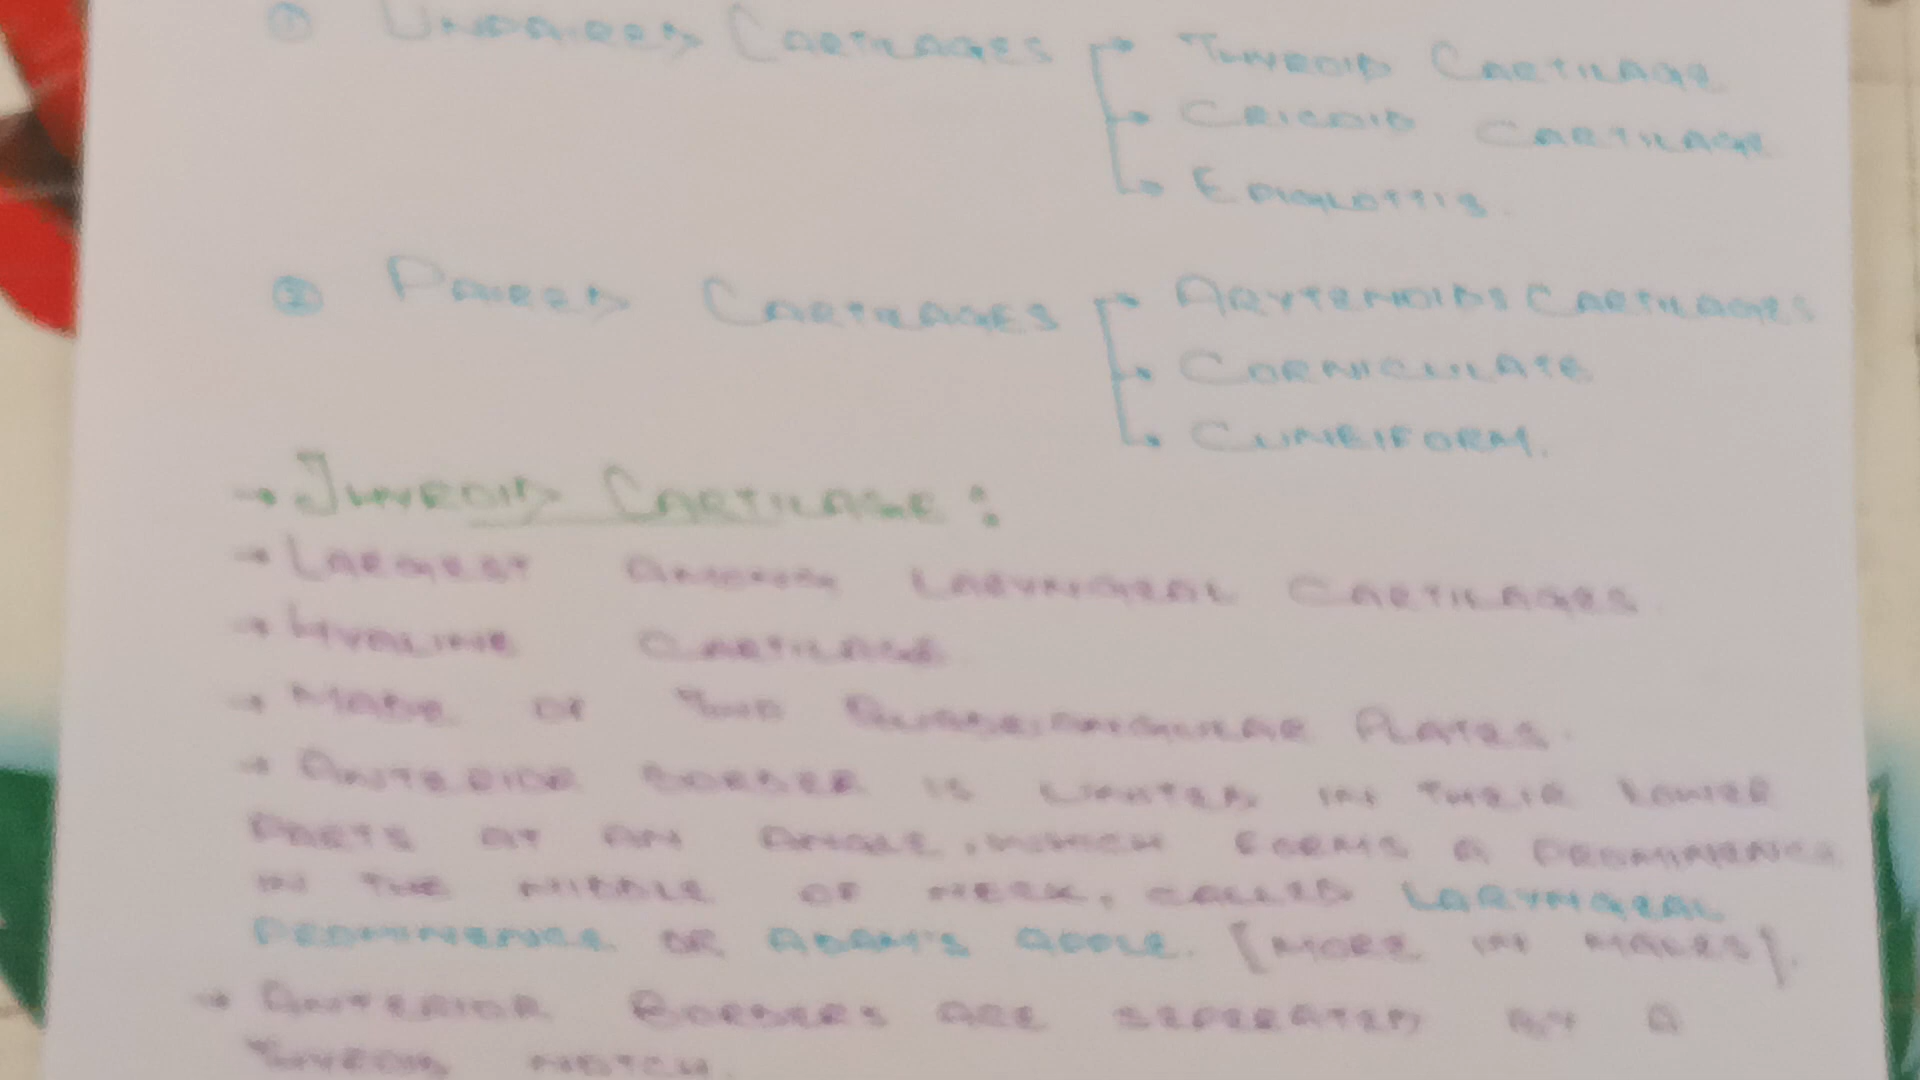 ① Unpaired Cartilages → Thyroid Cartilage
→ Cricoid Cartilage
→ Epiglottis.
② Paired Cartilages → Arytenoids Cartilages
→ Corniculate
→ Cuneiform.
→ Thyroid Cartilage :
→ Largest among laryngeal cartilages.
→ Hyaline cartilage
→ Made of two Quadrangular Plates.
→ Anterior border is united in their lower
parts at an angle, which forms a prominence
in the middle of neck, called Laryngeal
prominence or Adam's apple. [more in males].
→ Anterior borders are seperated by a
thyroid notch.